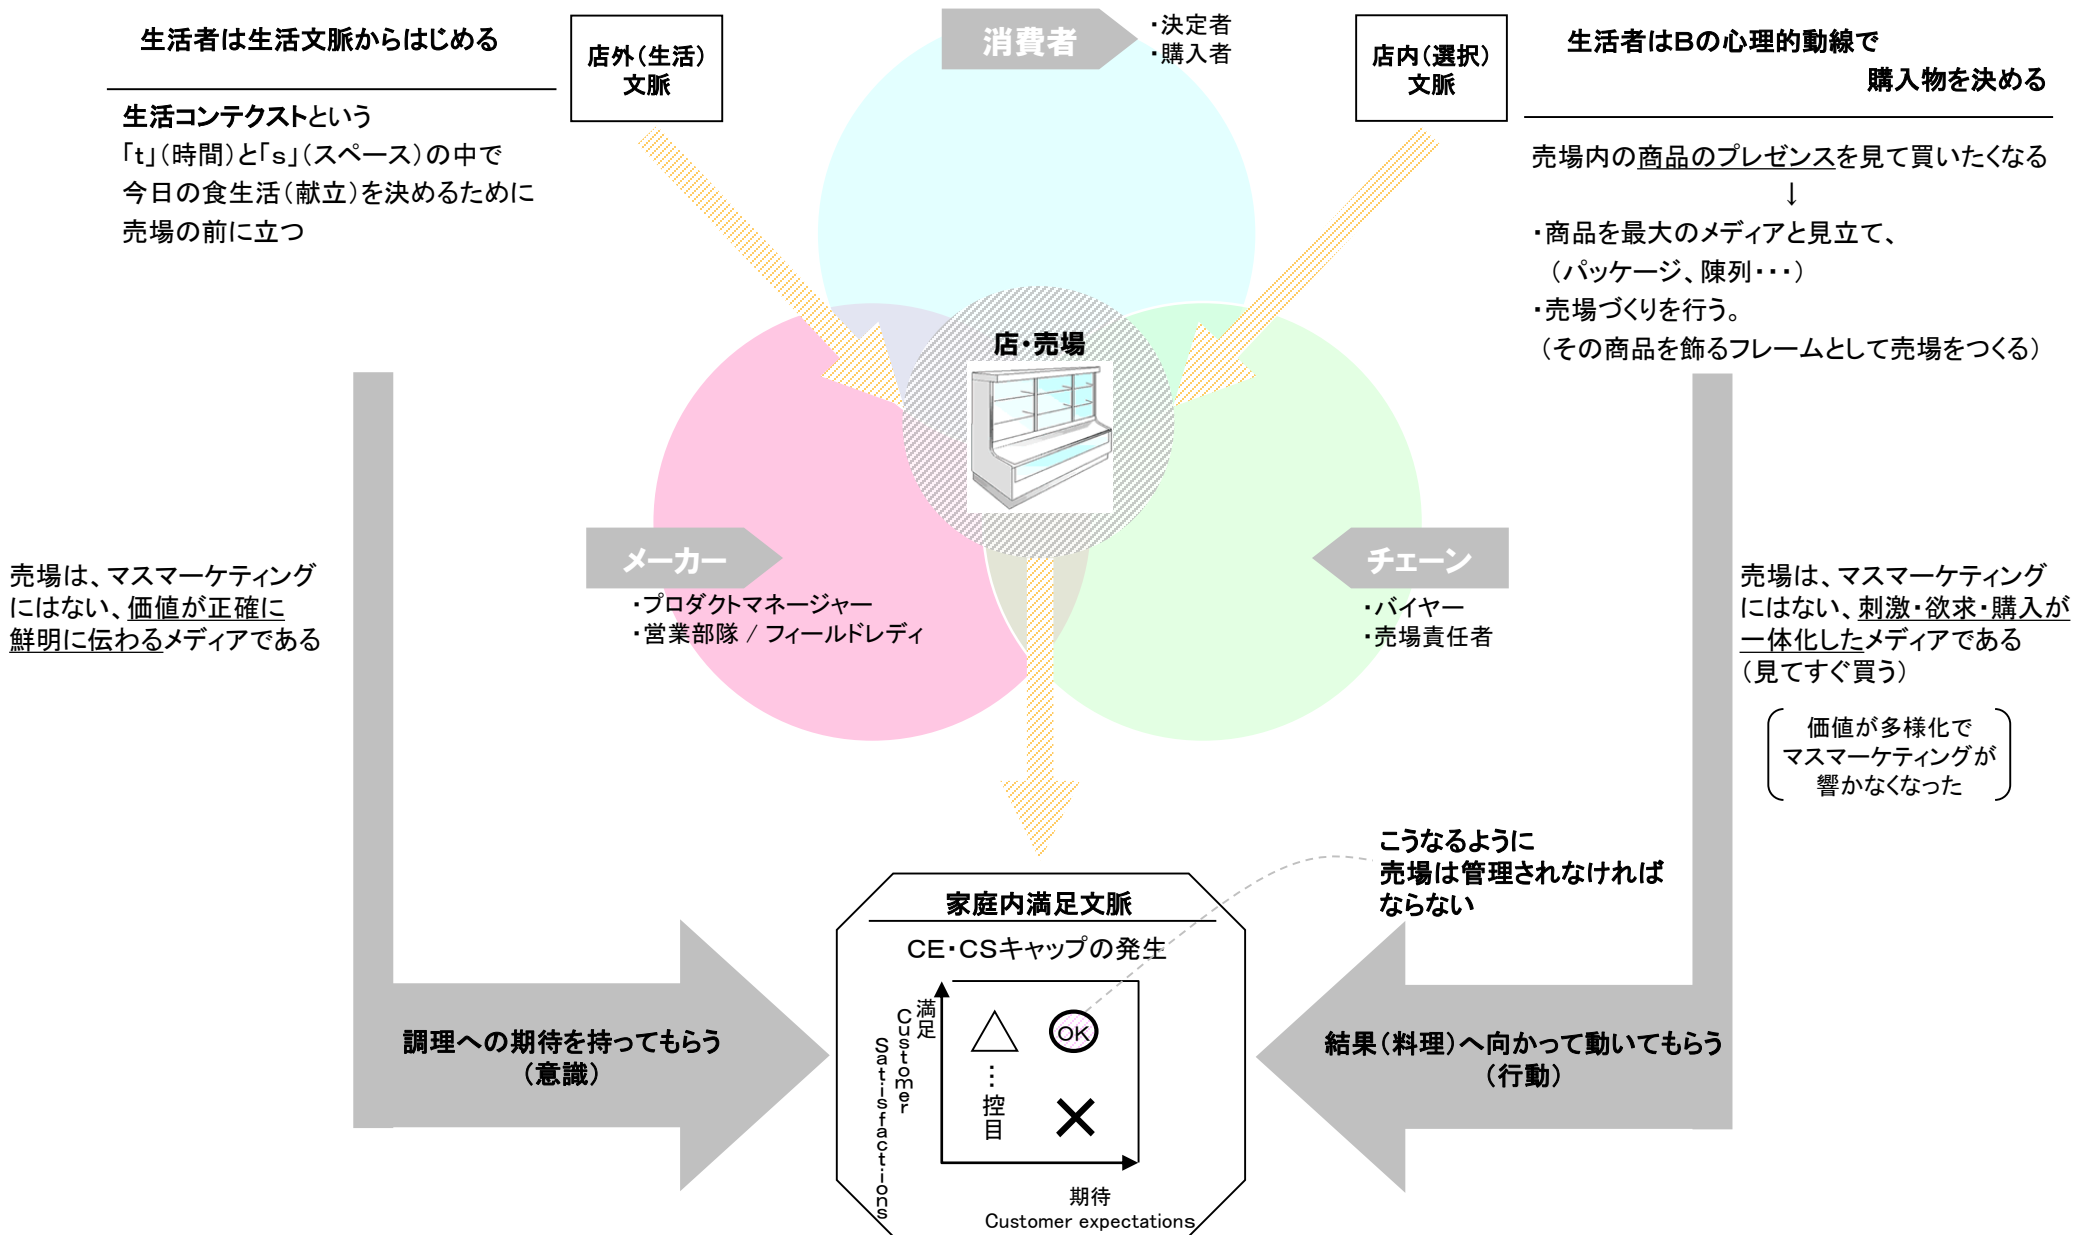 生活者は生活文脈からはじめる
生活コンテクストという
「t」(時間)と「s」(スペース)の中で
今日の食生活(献立)を決めるために
売場の前に立つ
店外(生活)
文脈
消費者
・決定者
・購入者
店内(選択)
文脈
生活者はBの心理的動線で
購入物を決める
売場内の商品のプレゼンスを見て買いたくなる
↓
・商品を最大のメディアと見立て、
(パッケージ、陳列・・・)
・売場づくりを行う。
(その商品を飾るフレームとして売場をつくる)
店・売場
メーカー
・プロダクトマネージャー
・営業部隊 / フィールドレディ
チェーン
・バイヤー
・売場責任者
売場は、マスマーケティング
にはない、価値が正確に
鮮明に伝わるメディアである
売場は、マスマーケティング
にはない、刺激・欲求・購入が
一体化したメディアである
(見てすぐ買う)
価値が多様化で
マスマーケティングが
響かなくなった
こうなるように
売場は管理されなければ
ならない
家庭内満足文脈
CE・CSキャップの発生
満足
Customer
Satisfactions
OK
…控目
期待
Customer expectations
調理への期待を持ってもらう
(意識)
結果(料理)へ向かって動いてもらう
(行動)